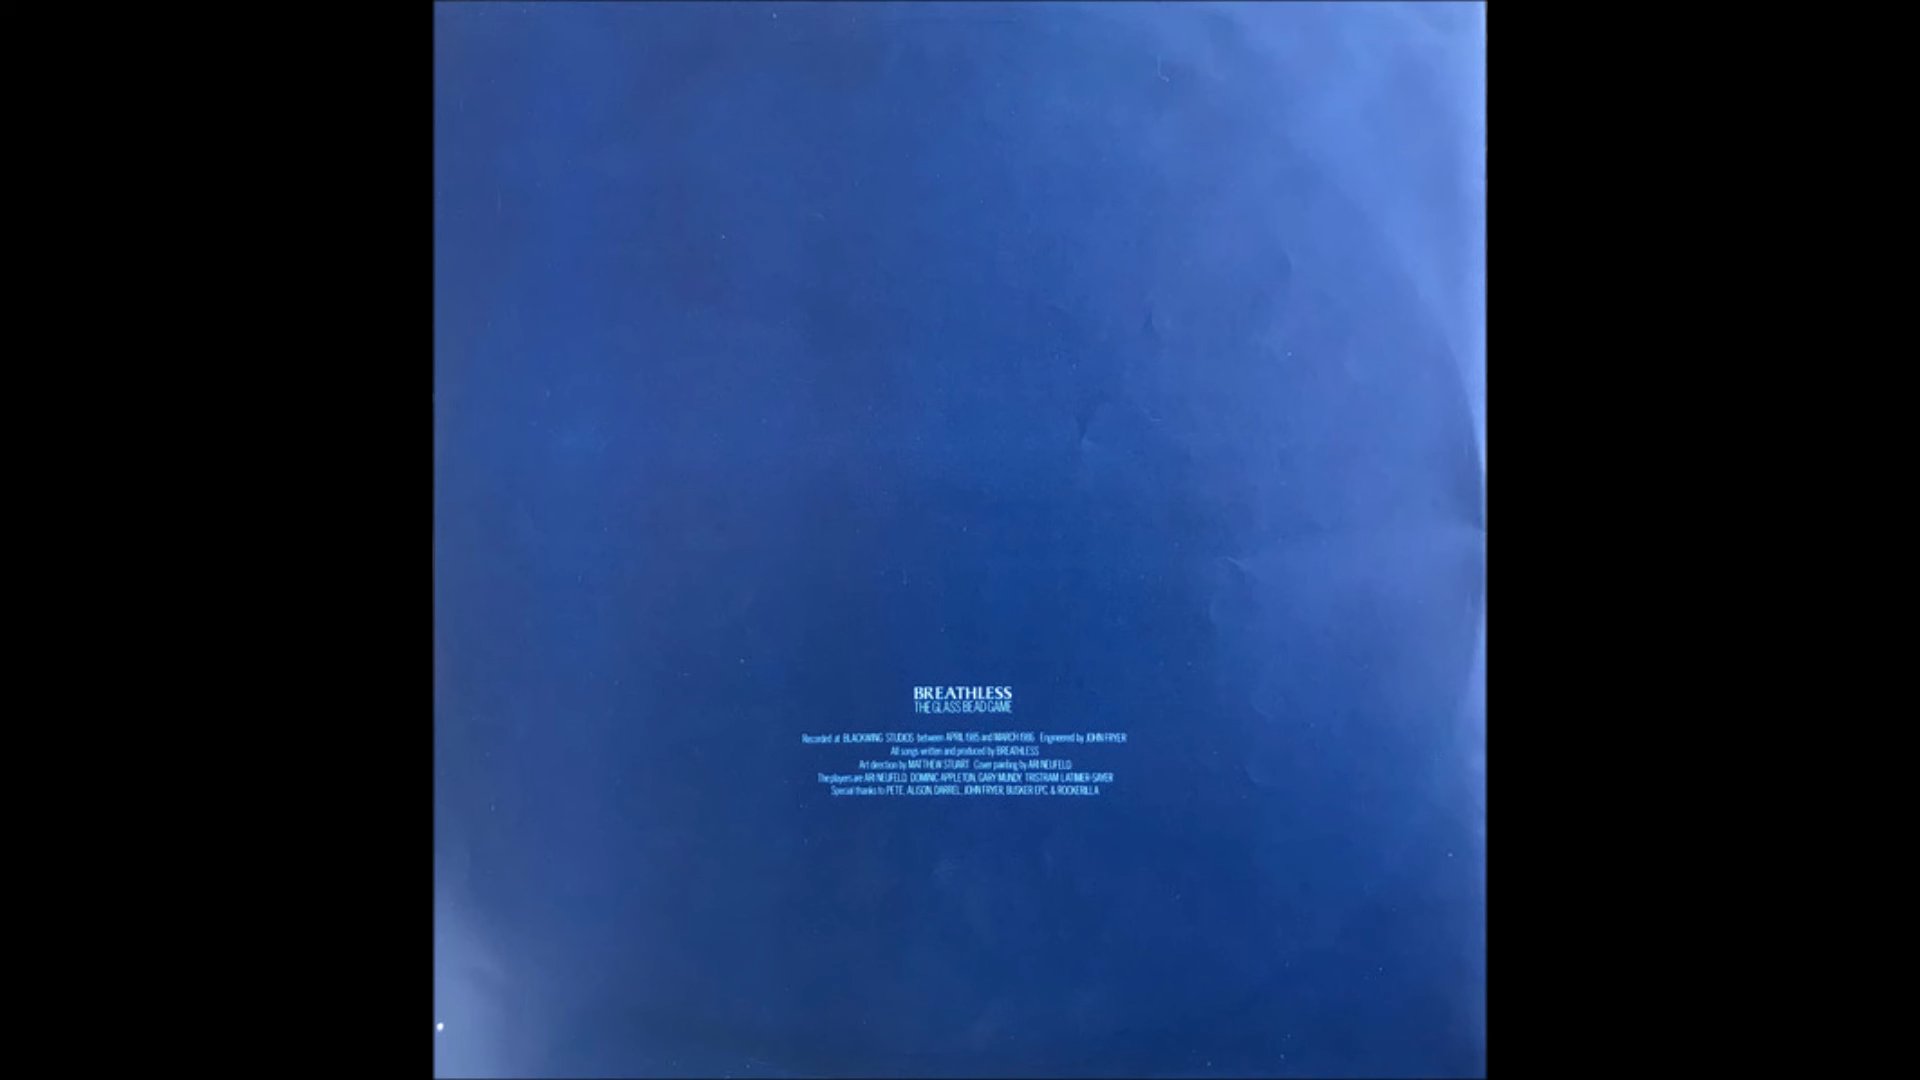 BREATHLESS
THE GLASS BEAD GAME
Recorded at BLACKWING STUDIOS between APRIL 1985 and MARCH 1986 Engineered by JOHN FRYER
All songs written and produced by BREATHLESS
Art direction by MATTHEW STUART Cover painting by ARI NEUFELD
The players are ARI NEUFELD, DOMINIC APPLETON, GARY MUNDY, TRISTRAM LATIMER-SAYER
Special thanks to PETE, ALISON, DARREL, JOHN FRYER, BUSKER EPC & ROCKERILLA